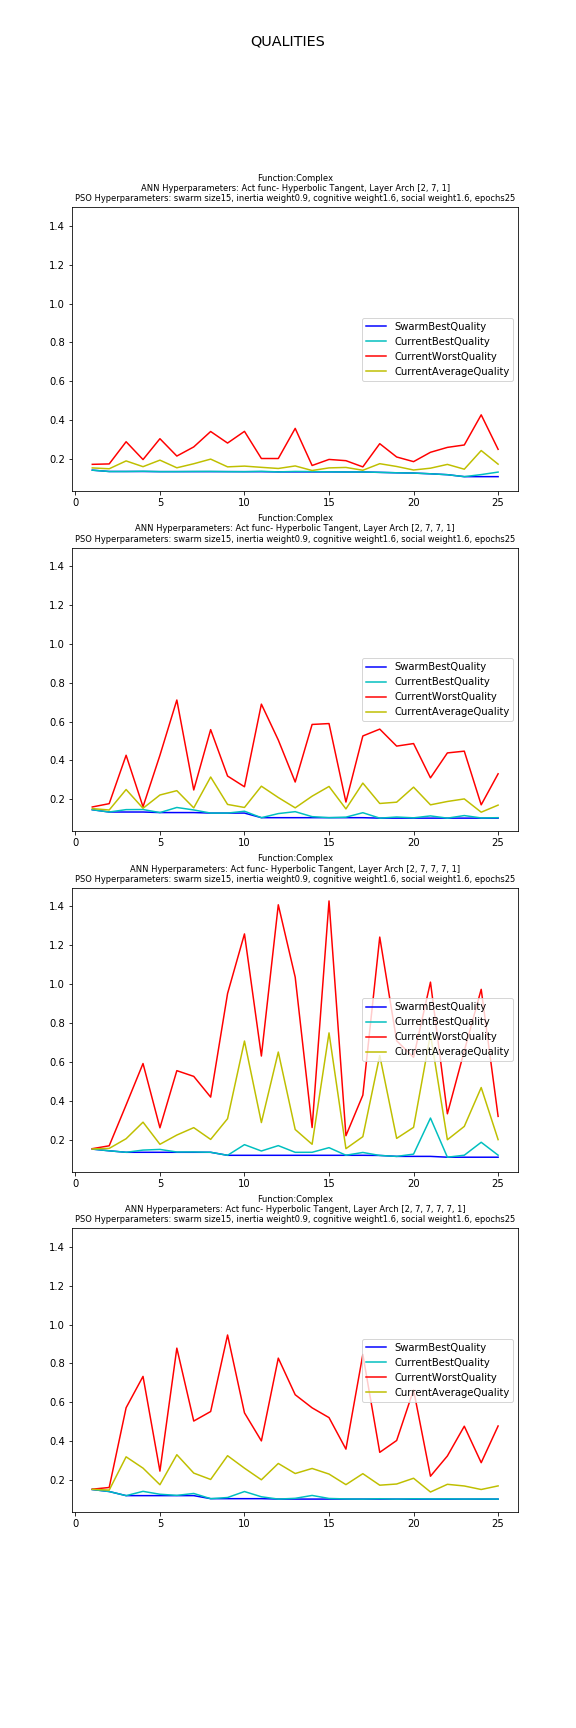 QUALITIES
Function:Complex
ANN Hyperparameters: Act func- Hyperbolic Tangent, Layer Arch [2, 7, 1]
PSO Hyperparameters: swarm size15, inertia weight0.9, cognitive weight1.6, social weight1.6, epochs25
1.4
1.2
1.0
0.8
0.6
0.4
0.2
SwarmBestQuality
CurrentBestQuality
CurrentWorstQuality
CurrentAverageQuality
0 5 10 15 20 25
Function:Complex
ANN Hyperparameters: Act func- Hyperbolic Tangent, Layer Arch [2, 7, 7, 1]
PSO Hyperparameters: swarm size15, inertia weight0.9, cognitive weight1.6, social weight1.6, epochs25
1.4
1.2
1.0
0.8
0.6
0.4
0.2
SwarmBestQuality
CurrentBestQuality
CurrentWorstQuality
CurrentAverageQuality
0 5 10 15 20 25
Function:Complex
ANN Hyperparameters: Act func- Hyperbolic Tangent, Layer Arch [2, 7, 7, 7, 1]
PSO Hyperparameters: swarm size15, inertia weight0.9, cognitive weight1.6, social weight1.6, epochs25
1.4
1.2
1.0
0.8
0.6
0.4
0.2
SwarmBestQuality
CurrentBestQuality
CurrentWorstQuality
CurrentAverageQuality
0 5 10 15 20 25
Function:Complex
ANN Hyperparameters: Act func- Hyperbolic Tangent, Layer Arch [2, 7, 7, 7, 7, 1]
PSO Hyperparameters: swarm size15, inertia weight0.9, cognitive weight1.6, social weight1.6, epochs25
1.4
1.2
1.0
0.8
0.6
0.4
0.2
SwarmBestQuality
CurrentBestQuality
CurrentWorstQuality
CurrentAverageQuality
0 5 10 15 20 25